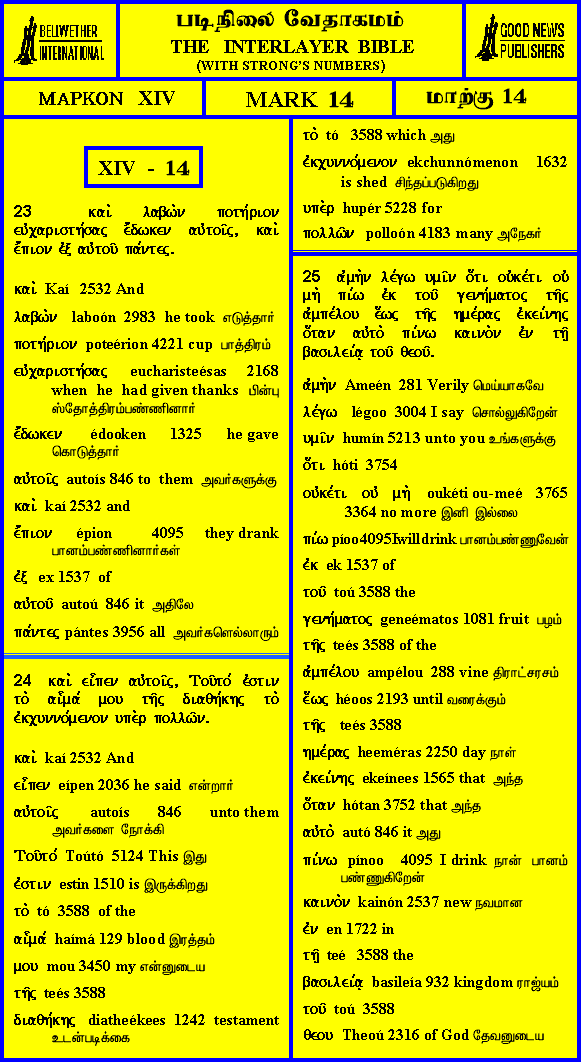 BELLWETHER
INTERNATIONAL
படிநிலை வேதாகமம்
THE INTERLAYER BIBLE
(WITH STRONG'S NUMBERS)
GOOD NEWS
PUBLISHERS
ΜΑΡΚΟΝ XIV
MARK 14
மாற்கு 14
XIV - 14
23 καὶ λαβὼν ποτήριον
εὐχαριστήσας ἔδωκεν αὐτοῖς, καὶ
ἔπιον ἐξ αὐτοῦ πάντες.
καὶ Kaí 2532 And
λαβὼν laboón 2983 he took எடுத்தார்
ποτήριον poteérion 4221 cup பாத்திரம்
εὐχαριστήσας eucharisteésas 2168
when he had given thanks பின்பு
ஸ்தோத்திரம்பண்ணினார்
ἔδωκεν édooken 1325 he gave
கொடுத்தார்
αὐτοῖς autoís 846 to them அவர்களுக்கு
καὶ kaí 2532 and
ἔπιον épion 4095 they drank
பானம்பண்ணினார்கள்
ἐξ ex 1537 of
αὐτοῦ autoú 846 it அதிலே
πάντες pántes 3956 all அவர்களெல்லாரும்
24 καὶ εἶπεν αὐτοῖς, Τοῦτό ἐστιν
τὸ αἷμά μου τῆς διαθήκης τὸ
ἐκχυννόμενον ὑπὲρ πολλῶν.
καὶ kaí 2532 And
εἶπεν eípen 2036 he said என்றார்
αὐτοῖς autoís 846 unto them
அவர்களை நோக்கி
Τοῦτό Toútó 5124 This இது
ἐστιν estin 1510 is இருக்கிறது
τὸ tó 3588 of the
αἷμά haímá 129 blood இரத்தம்
μου mou 3450 my என்னுடைய
τῆς teés 3588
διαθήκης diatheékees 1242 testament
உடன்படிக்கை
τὸ tó 3588 which அது
ἐκχυννόμενον ekchunnómenon 1632
is shed சிந்தப்படுகிறது
ὑπὲρ hupér 5228 for
πολλῶν polloón 4183 many அநேகர்
25 ἀμὴν λέγω ὑμῖν ὅτι οὐκέτι οὐ
μὴ πίω ἐκ τοῦ γενήματος τῆς
ἀμπέλου ἕως τῆς ἡμέρας ἐκείνης
ὅταν αὐτὸ πίνω καινὸν ἐν τῇ
βασιλείᾳ τοῦ θεοῦ.
ἀμὴν Ameén 281 Verily மெய்யாகவே
λέγω légoo 3004 I say சொல்லுகிறேன்
ὑμῖν humín 5213 unto you உங்களுக்கு
ὅτι hóti 3754
οὐκέτι οὐ μὴ oukéti ou-meé 3765
3364 no more இனி இல்லை
πίω píoo4095Iwilldrink பானம்பண்ணுவேன்
ἐκ ek 1537 of
τοῦ toú 3588 the
γενήματος geneématos 1081 fruit பழம்
τῆς teés 3588 of the
ἀμπέλου ampélou 288 vine திராட்சரசம்
ἕως héoos 2193 until வரைக்கும்
τῆς teés 3588
ἡμέρας heeméras 2250 day நாள்
ἐκείνης ekeínees 1565 that அந்த
ὅταν hótan 3752 that அந்த
αὐτὸ autó 846 it அது
πίνω pínoo 4095 I drink நான் பானம்
பண்ணுகிறேன்
καινὸν kainón 2537 new நவமான
ἐν en 1722 in
τῇ teé 3588 the
βασιλείᾳ basileía 932 kingdom ராஜ்யம்
τοῦ toú 3588
θεου Theoú 2316 of God தேவனுடைய